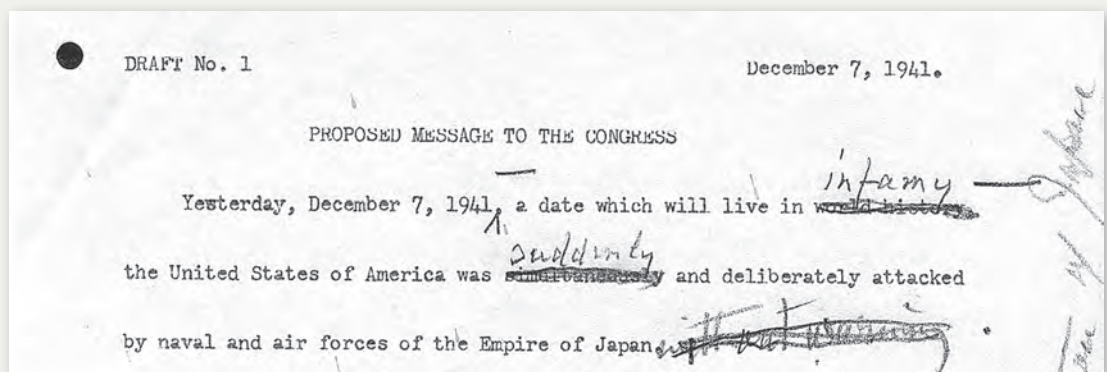 DRAFT No. 1
December 7, 1941.
PROPOSED MESSAGE TO THE CONGRESS
infamy
Yesterday, December 7, 1941, a date which will live in world history,
suddenly
the United States of America was simultaneously and deliberately attacked
by naval and air forces of the Empire of Japan. without warning